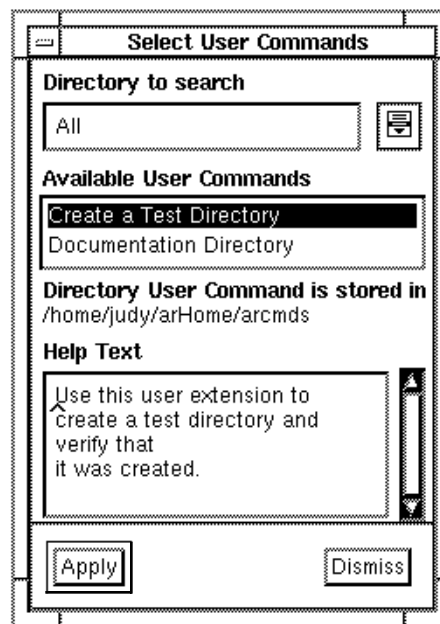 Select User Commands
Directory to search
All
Available User Commands
Create a Test Directory
Documentation Directory
Directory User Command is stored in
/home/judy/arHome/arcmds
Help Text
Use this user extension to
create a test directory and
verify that
it was created.
Apply
Dismiss